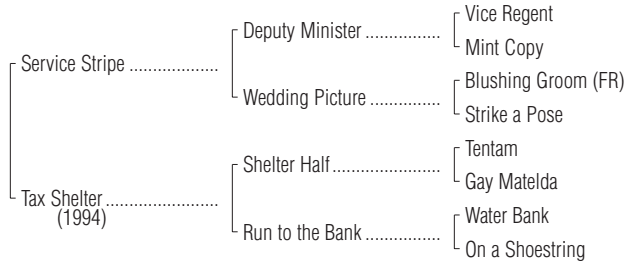 Vice Regent
Deputy Minister ..................
Mint Copy
Service Stripe ...................
Blushing Groom (FR)
Wedding Picture ...............
Strike a Pose
Tentam
Shelter Half.......................
Gay Matelda
Tax Shelter ........................
(1994)
Water Bank
Run to the Bank ................
On a Shoestring